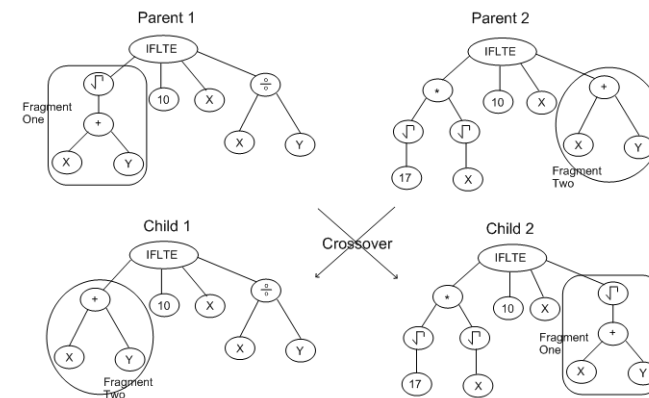 Parent 1
IFLTE
√
10
X
÷
Fragment
One
+
X
Y
X
Y
Parent 2
IFLTE
*
10
X
+
√
√
X
Y
17
X
Fragment
Two
Crossover
Child 1
IFLTE
+
10
X
÷
X
Y
X
Y
Fragment
Two
Child 2
IFLTE
*
10
X
√
√
√
Fragment
One
+
17
X
X
Y